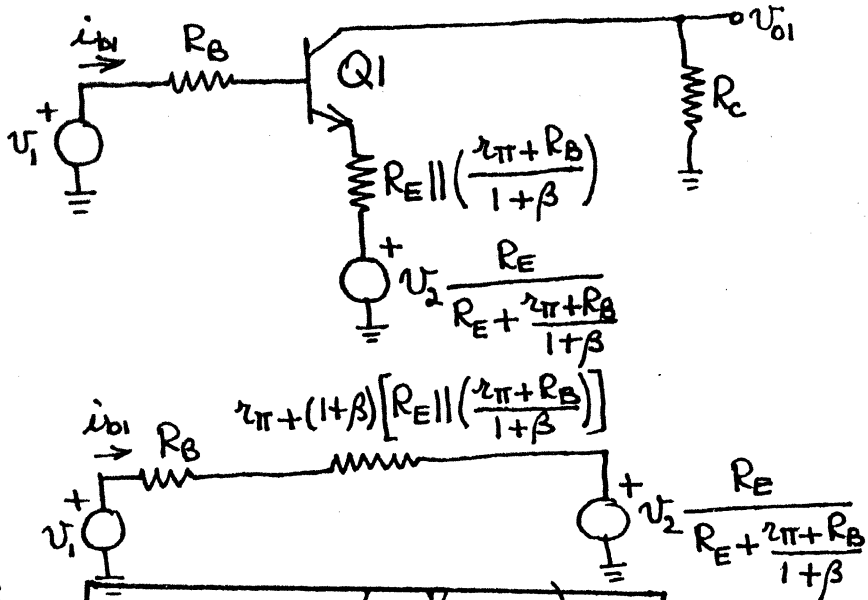 i_b1
R_B
Q1
v_01
R_C
+
v_1
R_E || ( (r_π + R_B) / (1 + β) )
+
v_2 R_E / ( R_E + (r_π + R_B) / (1 + β) )
r_π + (1+β) [ R_E || ( (r_π + R_B) / (1 + β) ) ]
i_b1
R_B
+
v_1
+
v_2 R_E / ( R_E + (r_π + R_B) / (1 + β) )